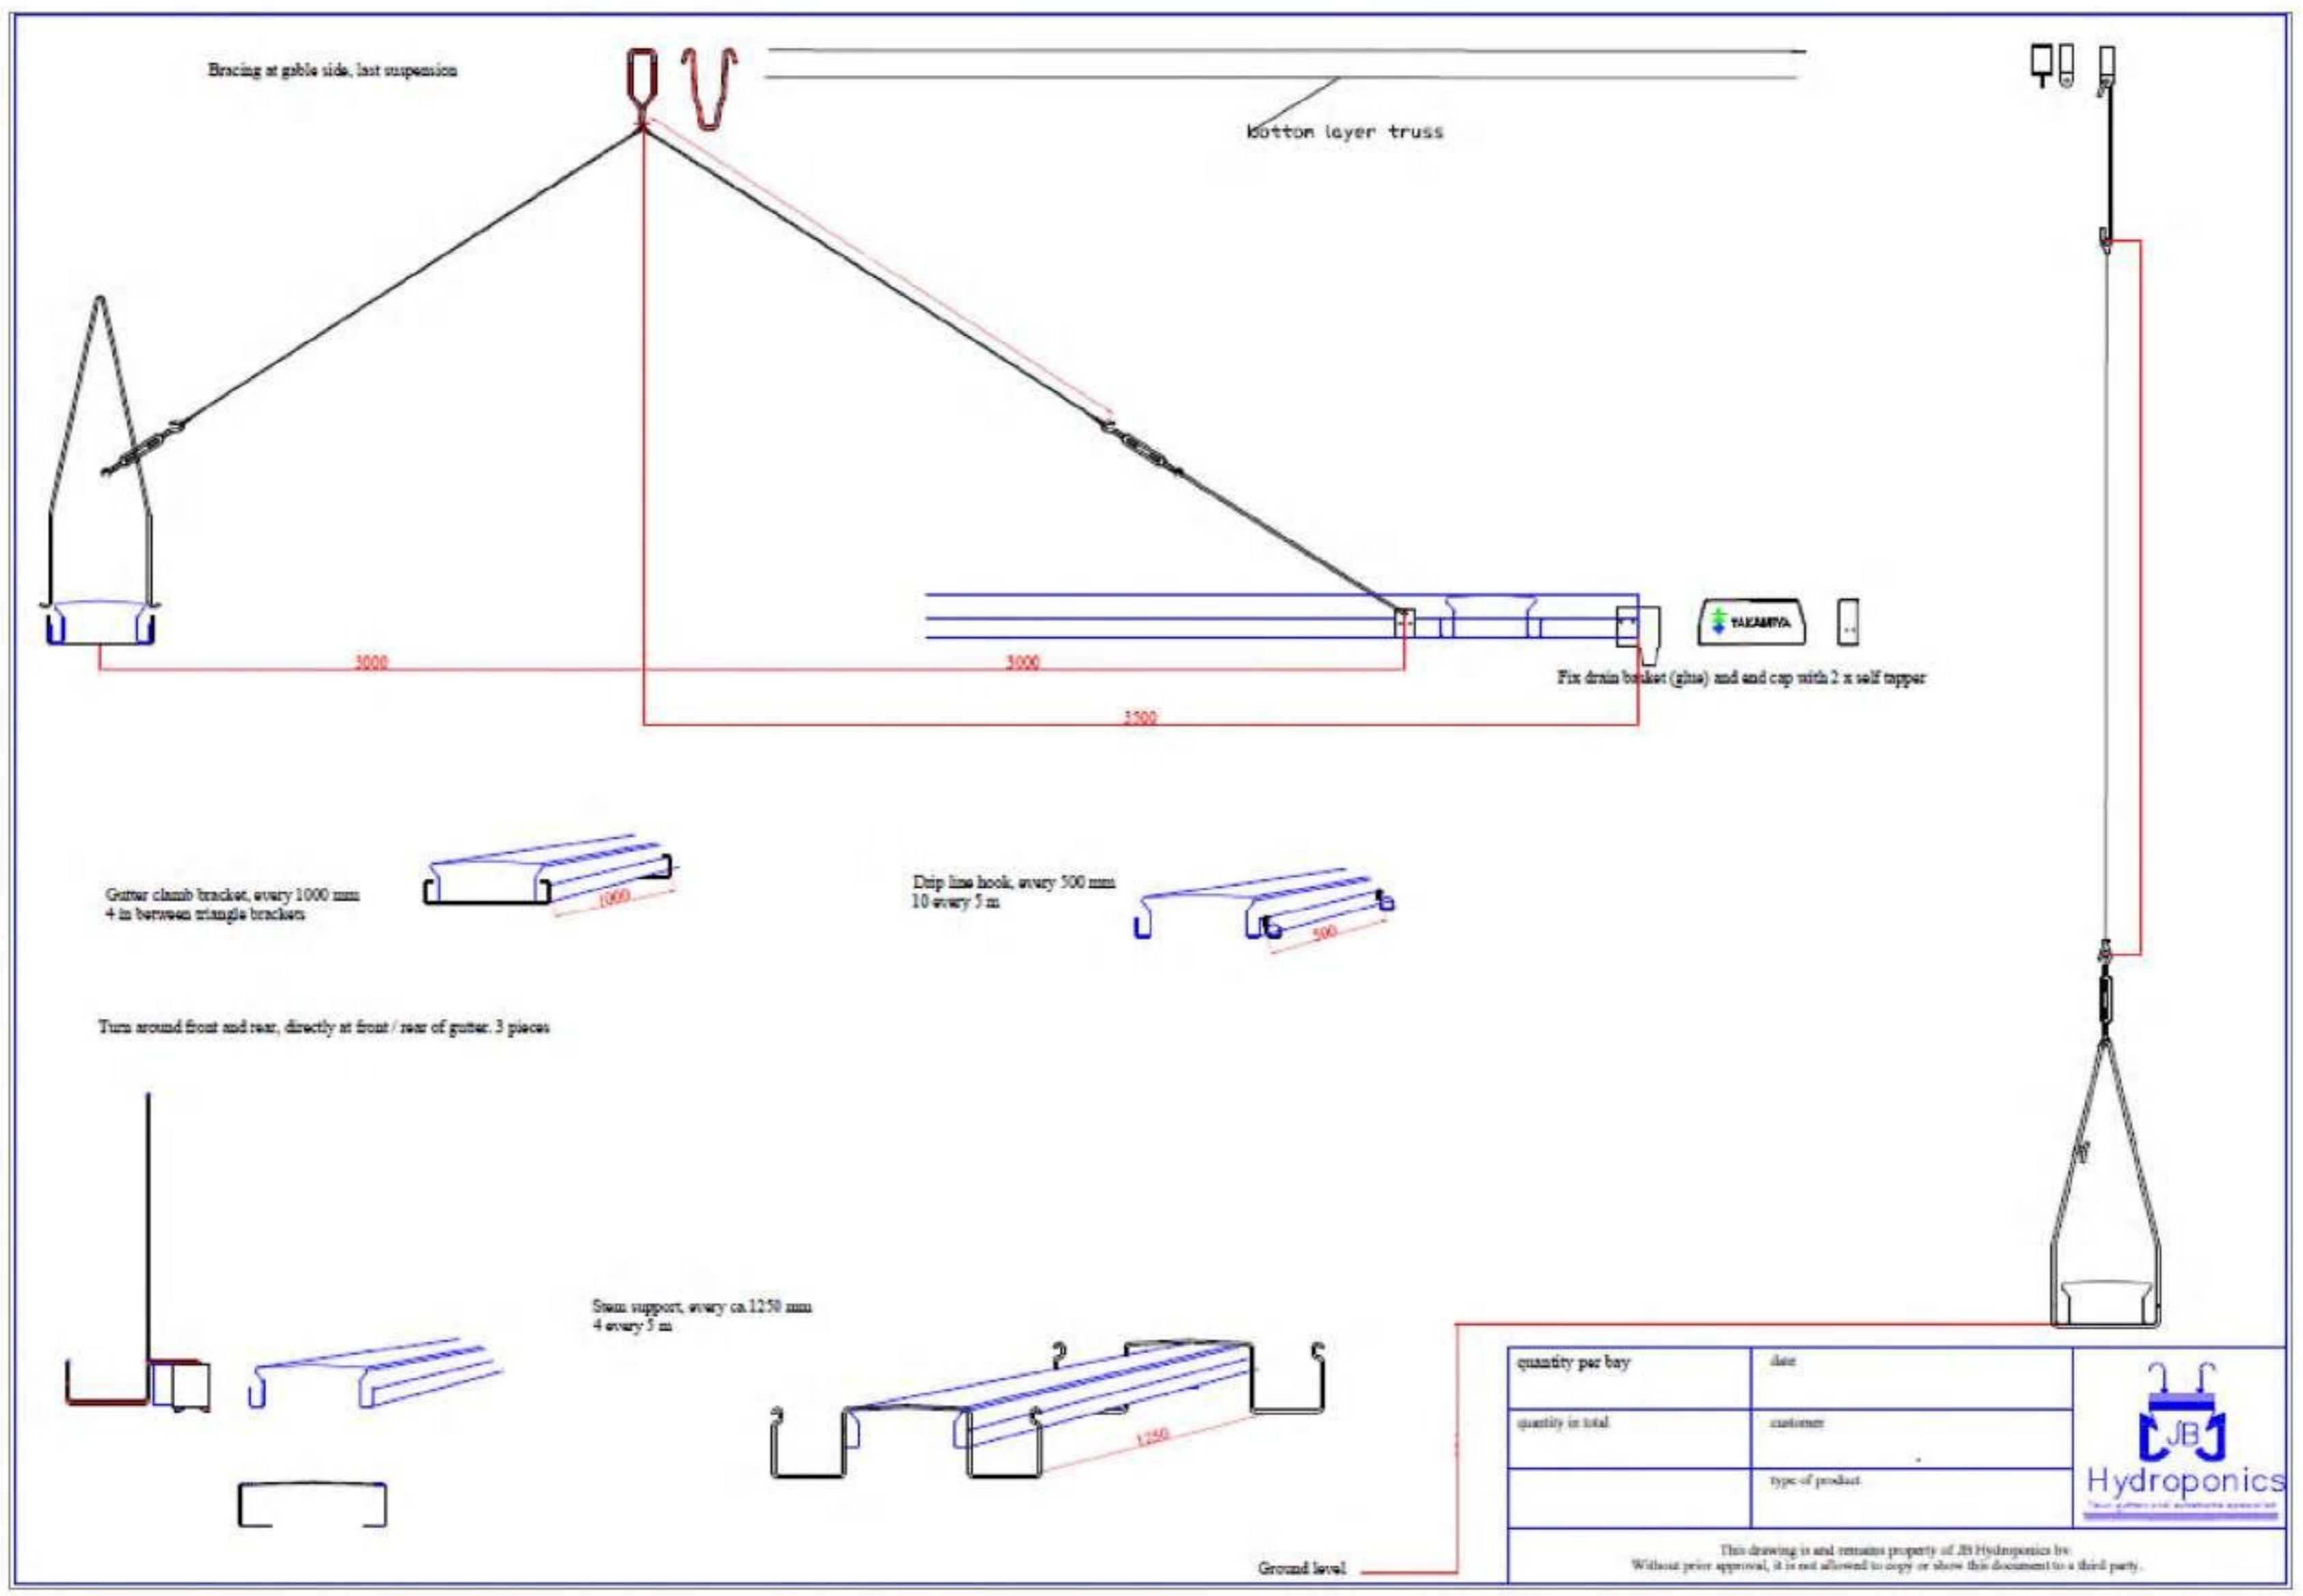 Bracing at gable side, last suspension
bottom layer truss
TAKAMIYA
3000
3000
Fix drain basket (glue) and end cap with 2 x self tapper
3500
Gutter clamb bracket, every 1000 mm
4 in between triangle brackets
1000
Drip line hook, every 500 mm
10 every 5 m
500
Turn around front and rear, directly at front / rear of gutter. 3 pieces
Stem support, every ca.1250 mm
4 every 5 m
1250
Ground level
quantity per bay
date
quantity in total
customer
type of product
JB
Hydroponics
This drawing is and remains property of JB Hydroponics bv.
Without prior approval, it is not allowed to copy or show this document to a third party.